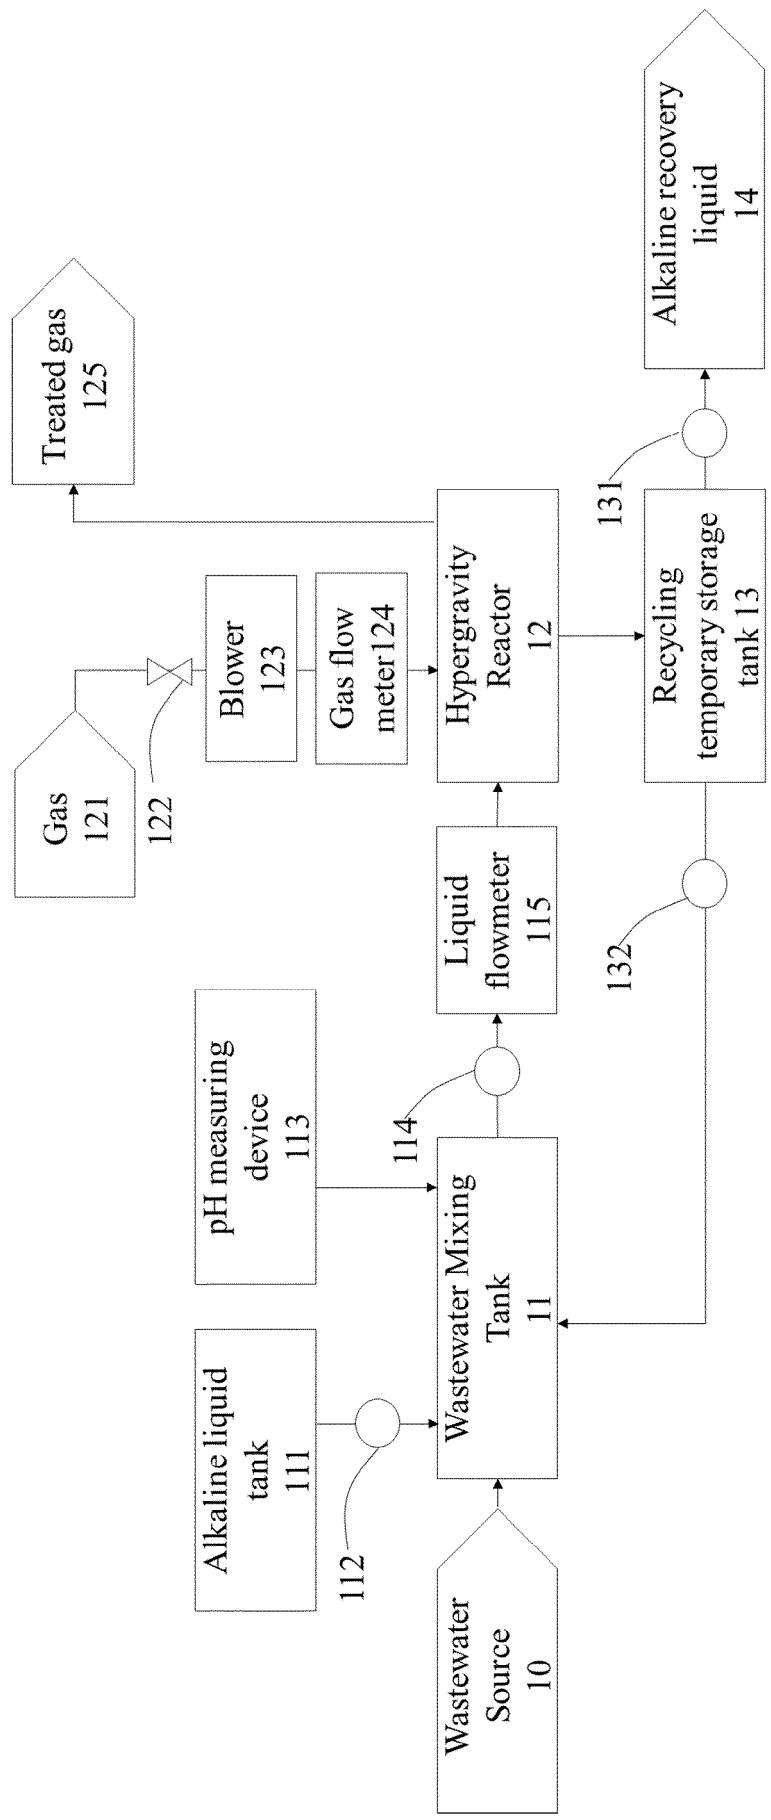 Gas
121
122
Blower
123
Gas flow
meter124
Treated gas
125
Alkaline liquid
tank
111
112
pH measuring
device
113
114
Wastewater
Source
10
Wastewater Mixing
Tank
11
Liquid
flowmeter
115
Hypergravity
Reactor
12
132
131
Recycling
temporary storage
tank 13
Alkaline recovery
liquid
14